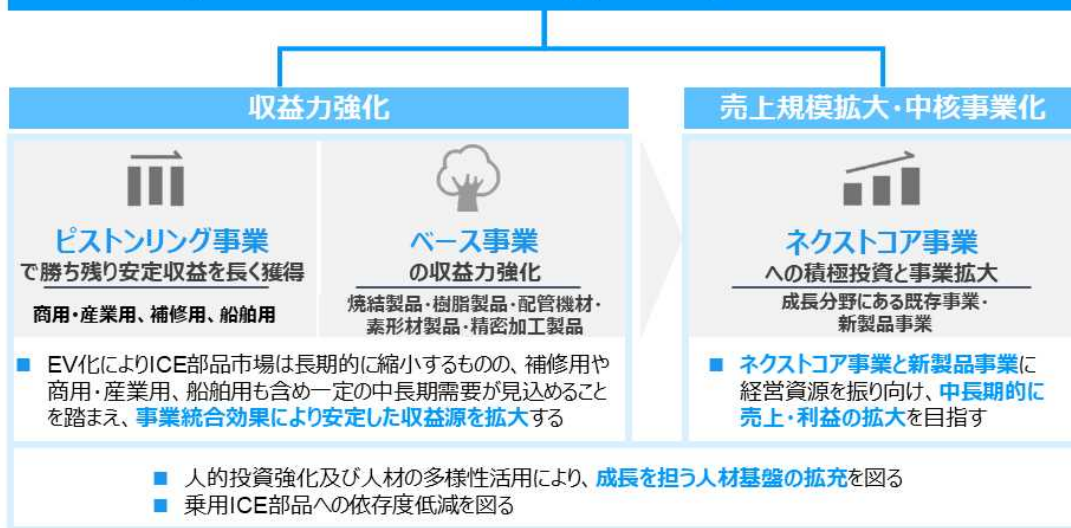 収益力強化
ピストンリング事業
で勝ち残り安定収益を長く獲得
商用・産業用、補修用、船舶用
ベース事業
の収益力強化
焼結製品・樹脂製品・配管機材・
素形材製品・精密加工製品
■ EV化によりICE部品市場は長期的に縮小するものの、補修用や
商用・産業用、船舶用も含め一定の中長期需要が見込めること
を踏まえ、事業統合効果により安定した収益源を拡大する
売上規模拡大・中核事業化
ネクストコア事業
への積極投資と事業拡大
成長分野にある既存事業・
新製品事業
■ ネクストコア事業と新製品事業に
経営資源を振り向け、中長期的に
売上・利益の拡大を目指す
■ 人的投資強化及び人材の多様性活用により、成長を担う人材基盤の拡充を図る
■ 乗用ICE部品への依存度低減を図る